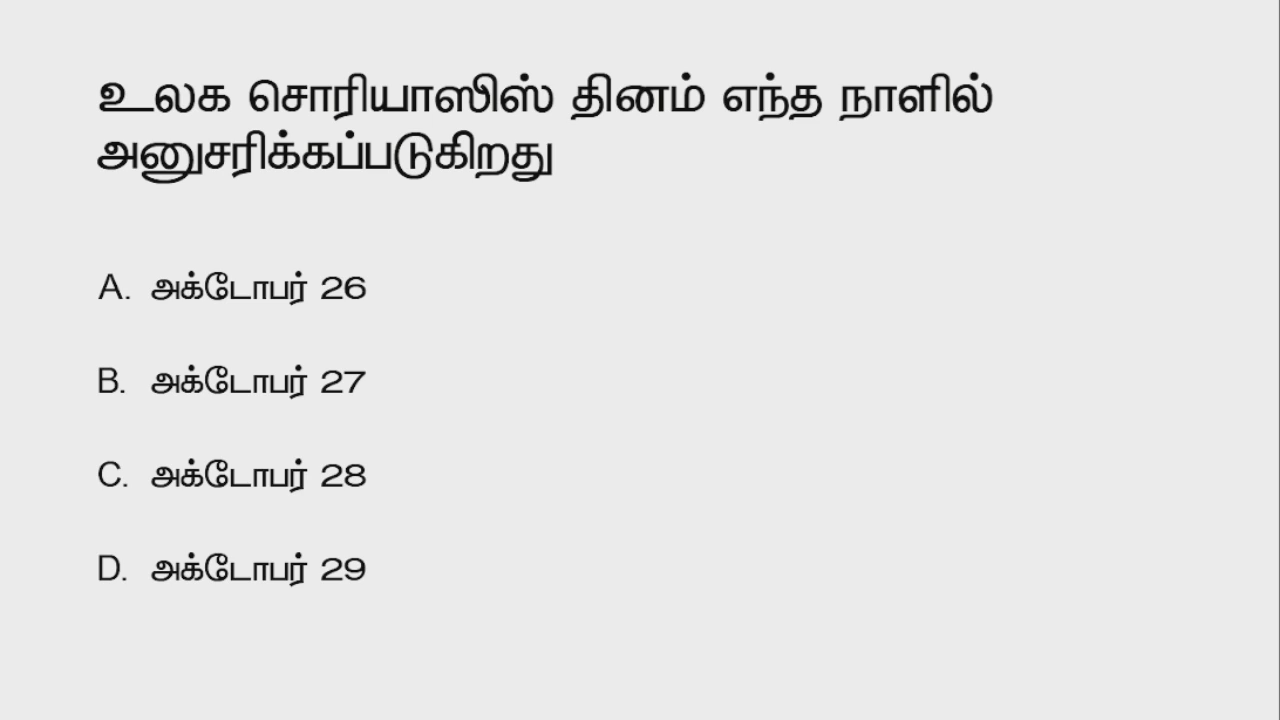 உலக சொரியாஸிஸ் தினம் எந்த நாளில்
அனுசரிக்கப்படுகிறது
A. அக்டோபர் 26
B. அக்டோபர் 27
C. அக்டோபர் 28
D. அக்டோபர் 29